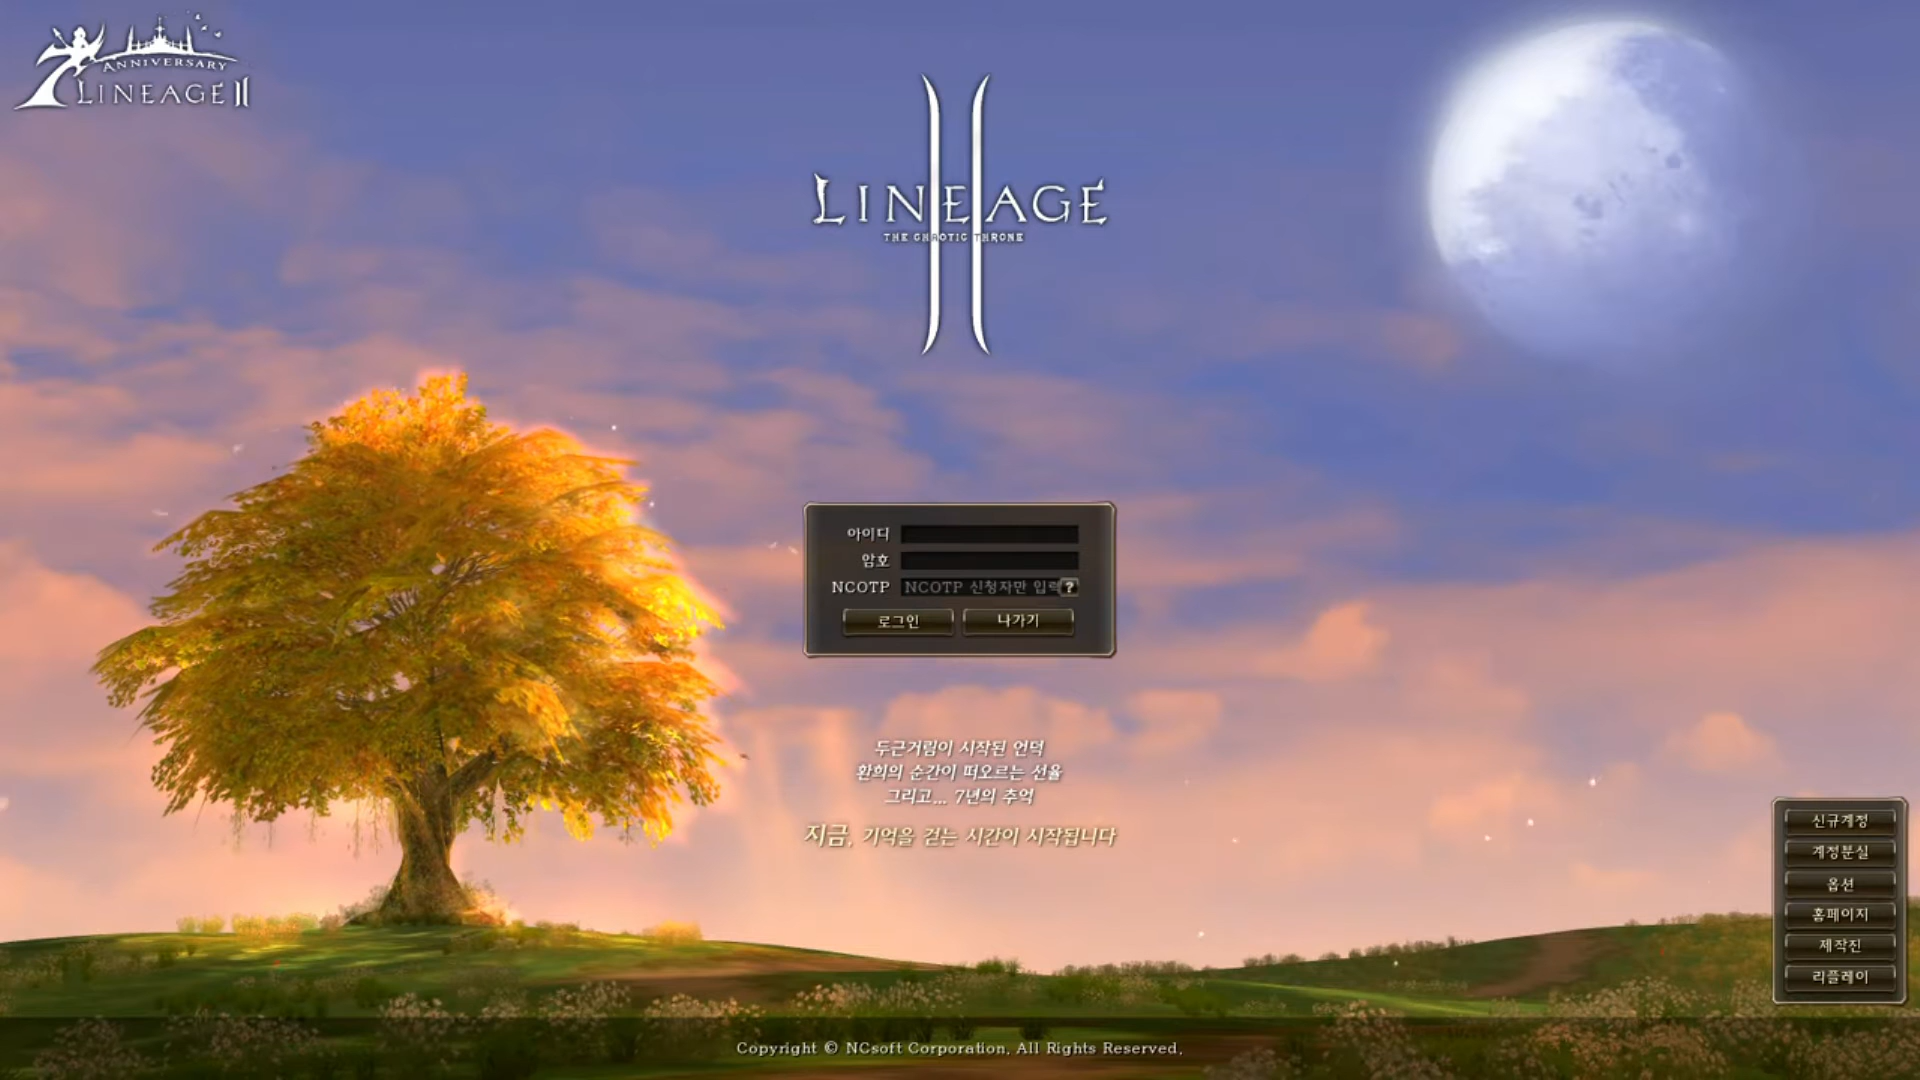 7 ANNIVERSARY
LINEAGE II
LINEAGE II
THE CHAOTIC THRONE
아이디
암호
NCOTP NCOTP 신청자만 입력 ?
로그인 나가기
두근거림이 시작된 언덕
환희의 순간이 떠오르는 선율
그리고... 7년의 추억
지금, 기억을 걷는 시간이 시작됩니다
신규계정
계정분실
옵션
홈페이지
제작진
리플레이
Copyright © NCsoft Corporation, All Rights Reserved,